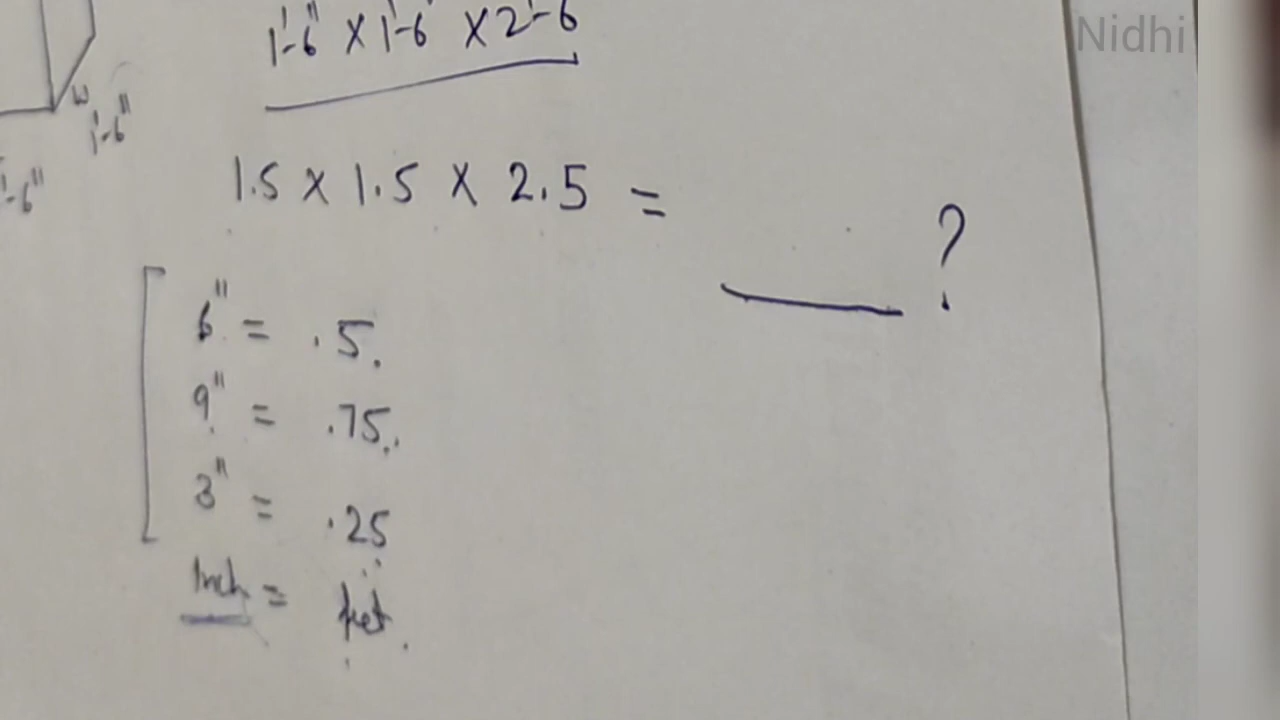 1'-6" X 1'-6" X 2'-6
Nidhi
1'-6"
-6"
1.5 X 1.5 X 2.5 = ___ ?
6" = .5.
9" = .75.
3" = .25
Inch = feet.